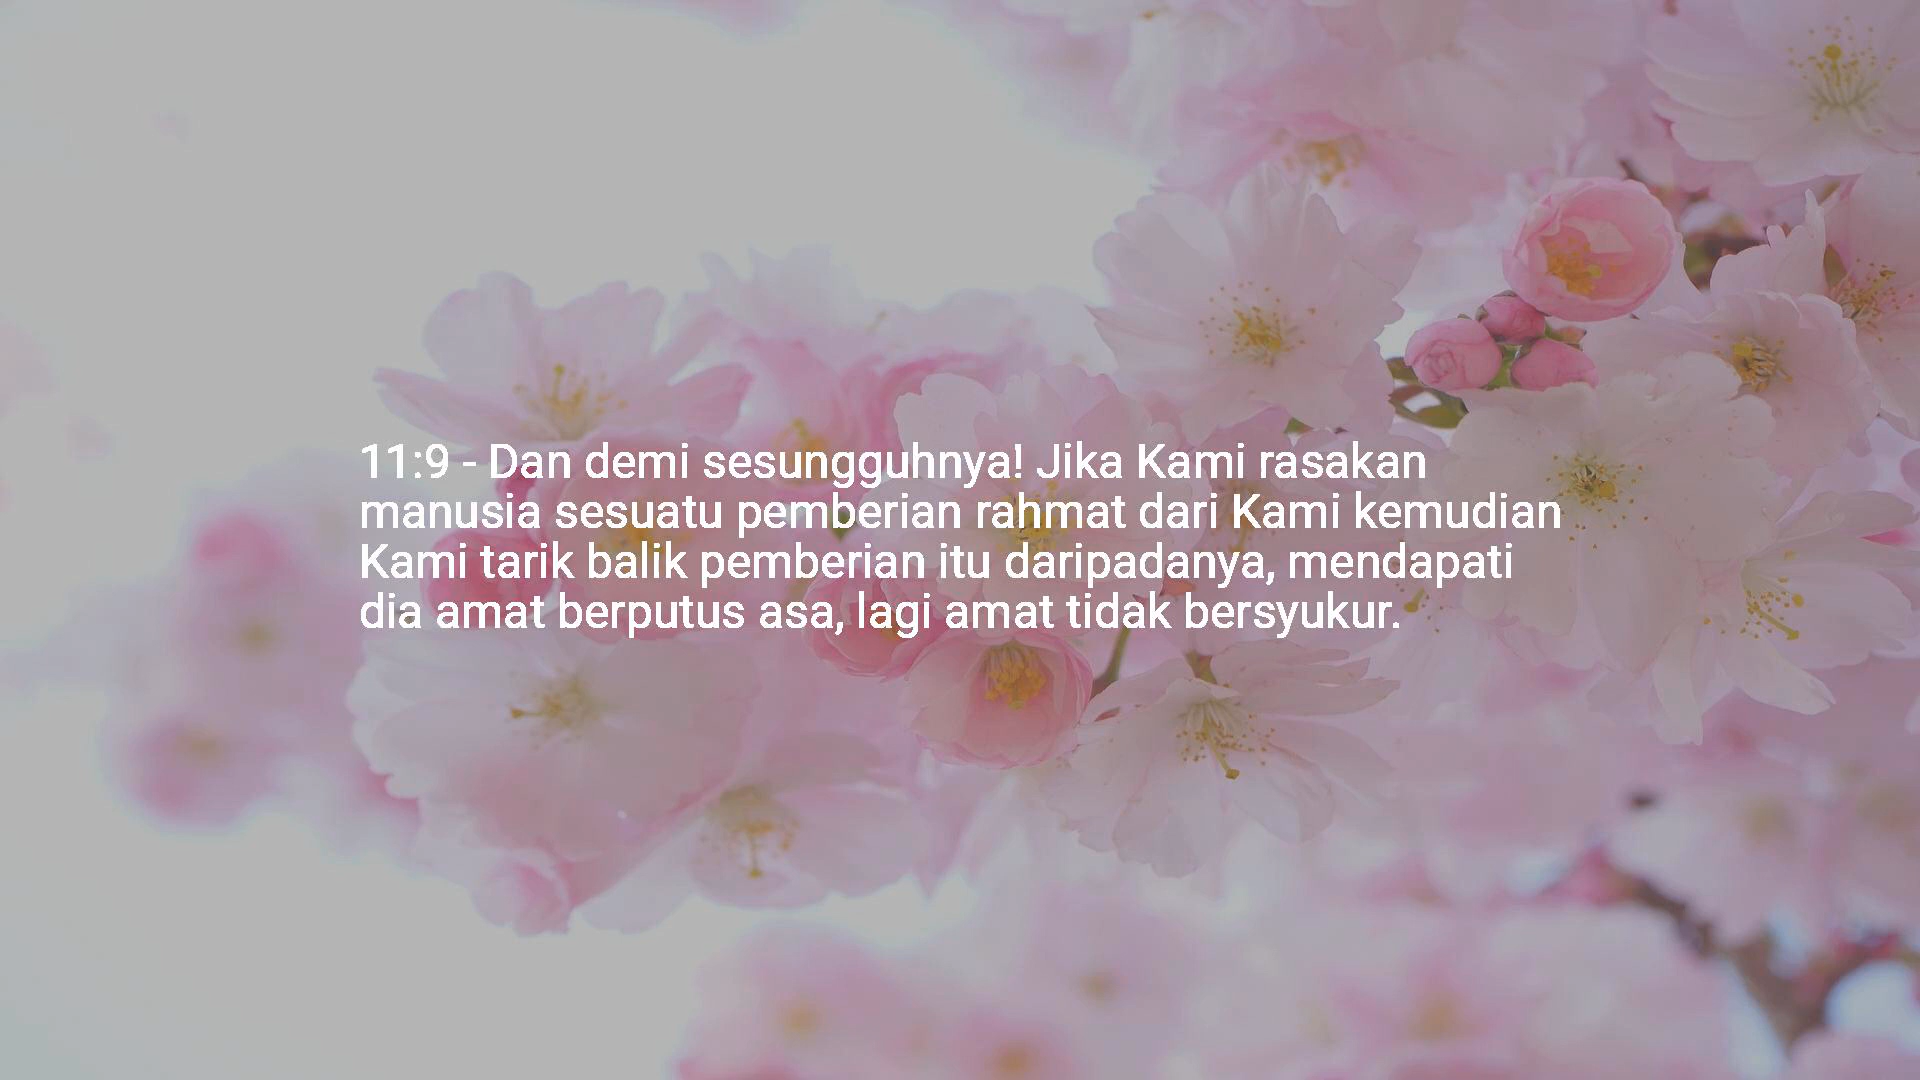 11:9 - Dan demi sesungguhnya! Jika Kami rasakan
manusia sesuatu pemberian rahmat dari Kami kemudian
Kami tarik balik pemberian itu daripadanya, mendapati
dia amat berputus asa, lagi amat tidak bersyukur.